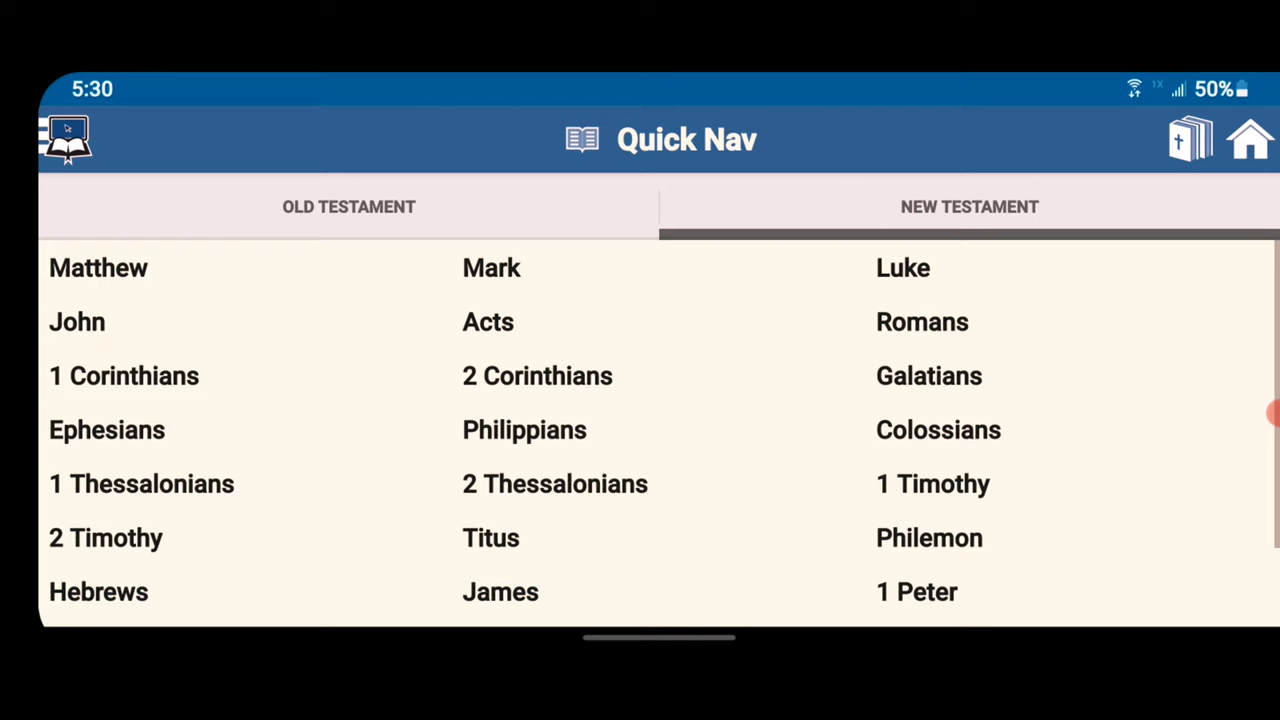 5:30 1X 50%
Quick Nav
OLD TESTAMENT NEW TESTAMENT
Matthew Mark Luke
John Acts Romans
1 Corinthians 2 Corinthians Galatians
Ephesians Philippians Colossians
1 Thessalonians 2 Thessalonians 1 Timothy
2 Timothy Titus Philemon
Hebrews James 1 Peter